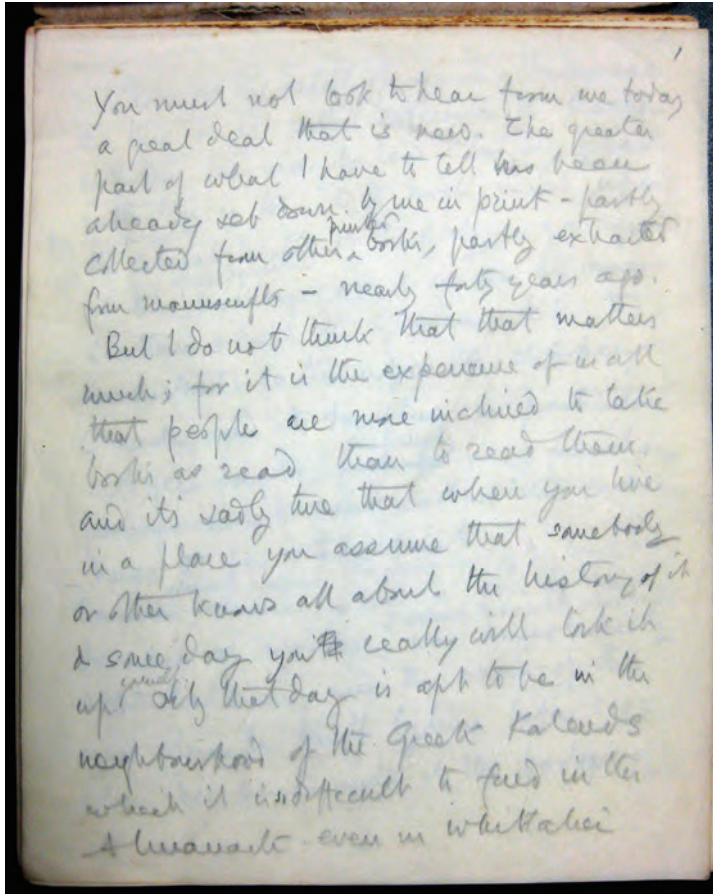 1
You must not look to hear from me today
a great deal that is new. The greater
part of what I have to tell has been
already set down by me in print - partly
collected from other printed books, partly extracted
from manuscripts - nearly forty years ago.
But I do not think that that matters
much; for it is the experience of us all
that people are more inclined to take
books as read than to read them
and its sadly true that when you live
in a place you assume that somebody
or other knows all about the history of it
& some day you really will look it
up only that day is apt to be in the
neighbourhood of the Greek Kalends
which it is difficult to find in the
Almanack even in Whittaker